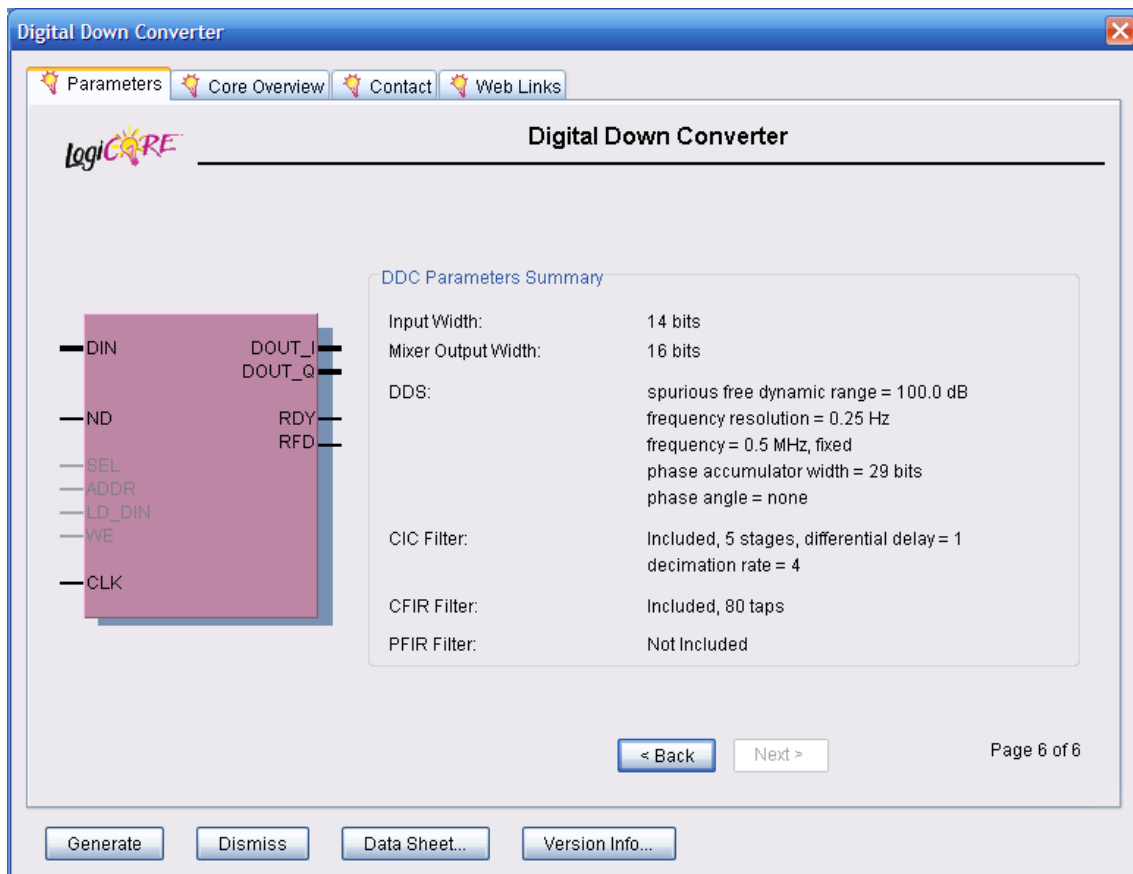 Digital Down Converter
Parameters
Core Overview
Contact
Web Links
LogiCORE
Digital Down Converter
DIN
ND
SEL
ADDR
LD_DIN
WE
CLK
DOUT_I
DOUT_Q
RDY
RFD
DDC Parameters Summary
Input Width: 14 bits
Mixer Output Width: 16 bits
DDS: spurious free dynamic range = 100.0 dB
frequency resolution = 0.25 Hz
frequency = 0.5 MHz, fixed
phase accumulator width = 29 bits
phase angle = none
CIC Filter: Included, 5 stages, differential delay = 1
decimation rate = 4
CFIR Filter: Included, 80 taps
PFIR Filter: Not Included
< Back
Next >
Page 6 of 6
Generate
Dismiss
Data Sheet...
Version Info...